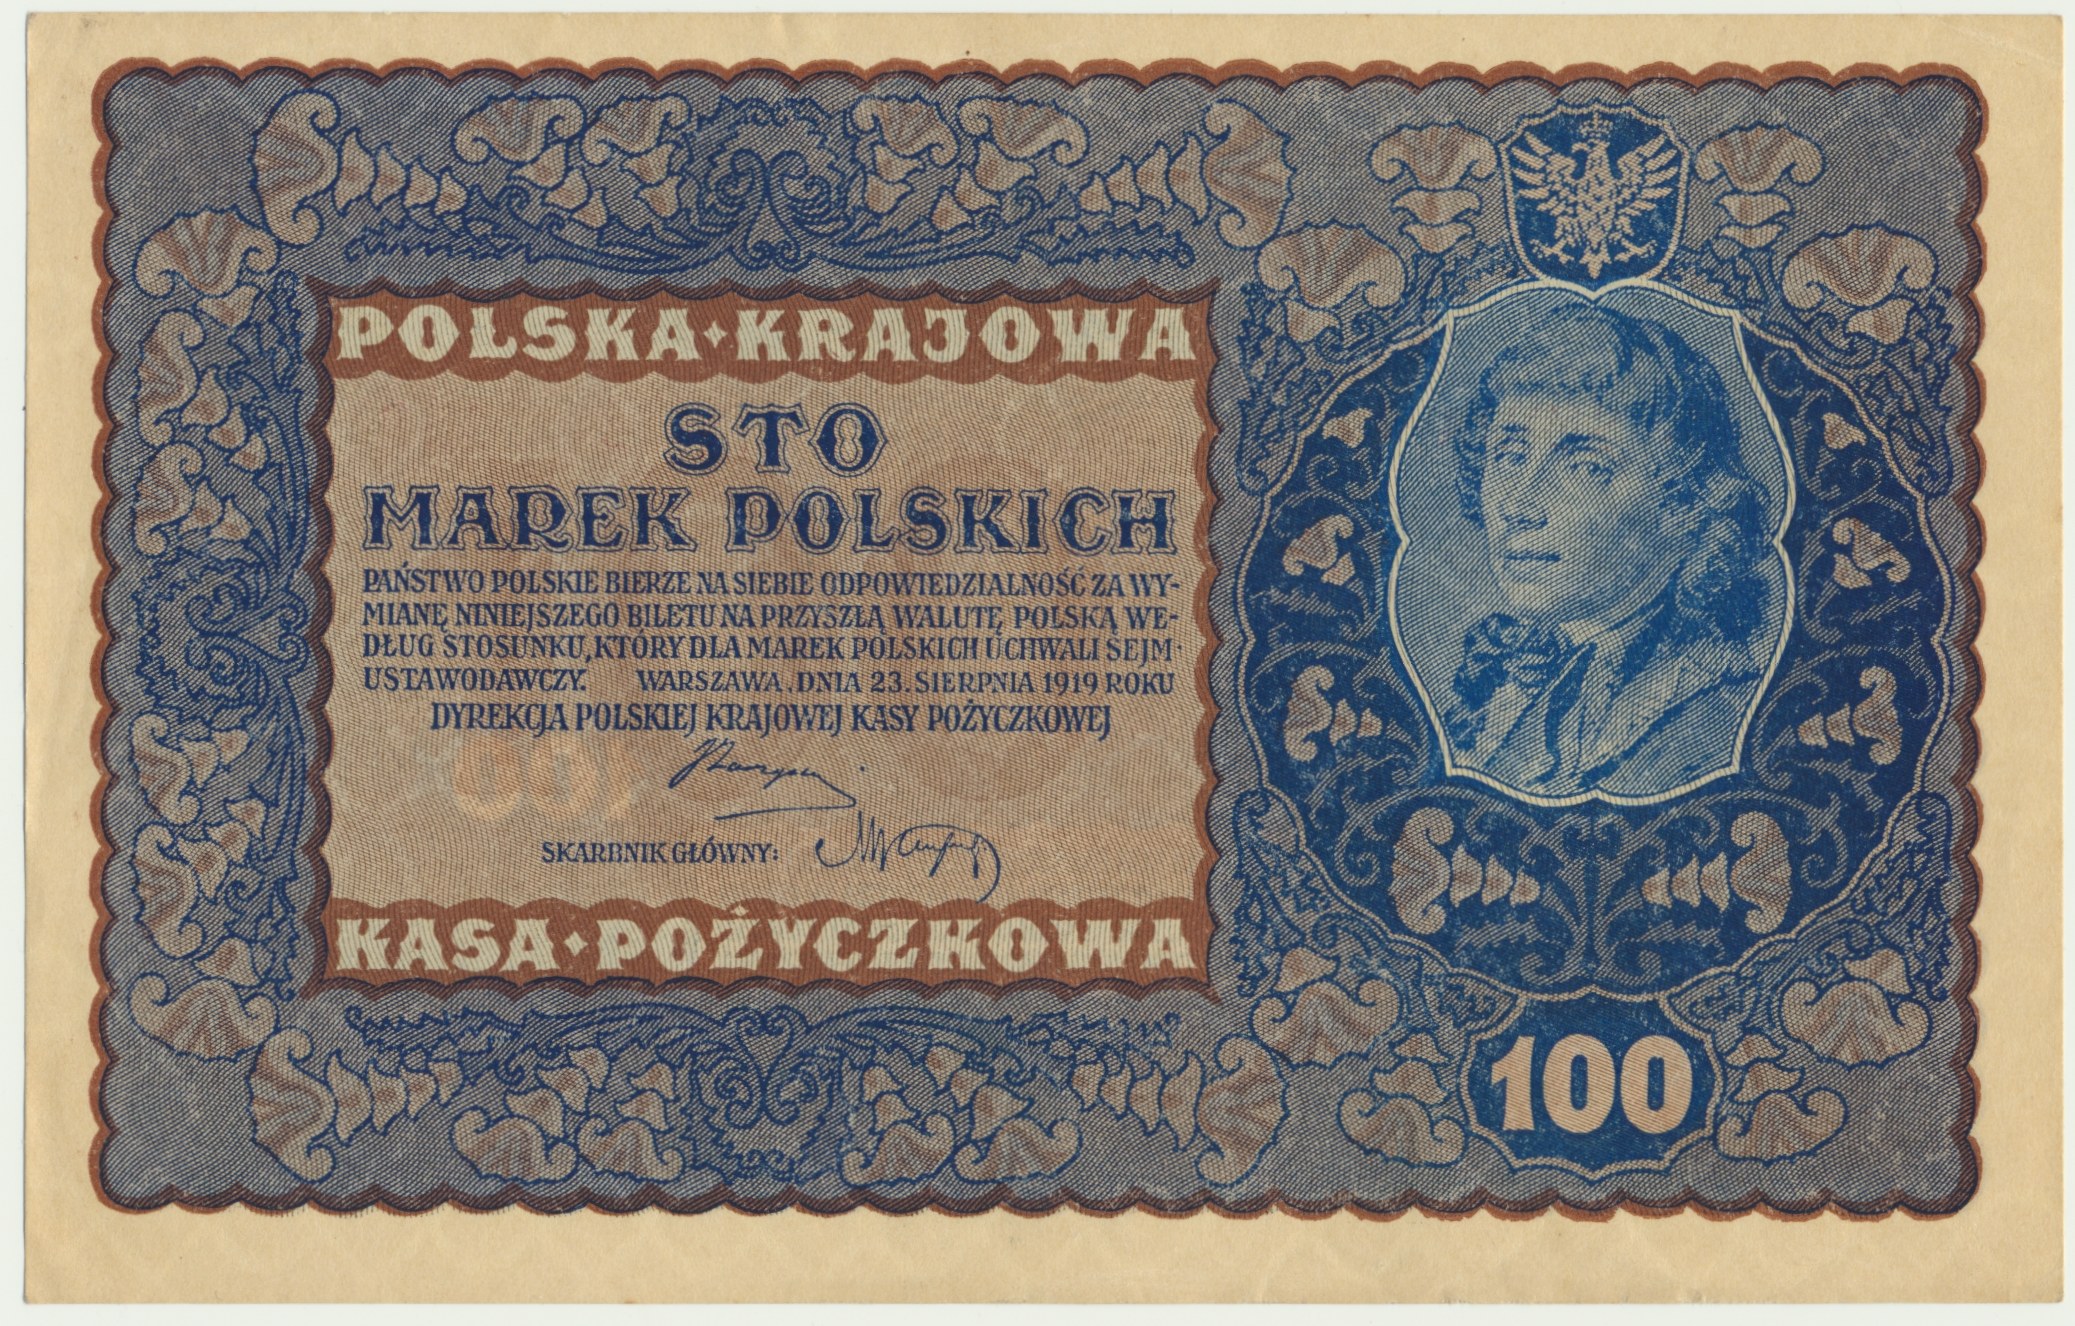 POLSKA·KRAJOWA
STO
MAREK POLSKICH
PAŃSTWO POLSKIE BIERZE NA SIEBIE ODPOWIEDZIALNOŚĆ ZA WY-
MIANĘ NINIEJSZEGO BILETU NA PRZYSZŁĄ WALUTĘ POLSKĄ WE-
DŁUG STOSUNKU, KTÓRY DLA MAREK POLSKICH UCHWALI SEJM
USTAWODAWCZY. WARSZAWA, DNIA 23. SIERPNIA 1919 ROKU
DYREKCJA POLSKIEJ KRAJOWEJ KASY POŻYCZKOWEJ
100
SKARBNIK GŁÓWNY:
KASA·POŻYCZKOWA
100